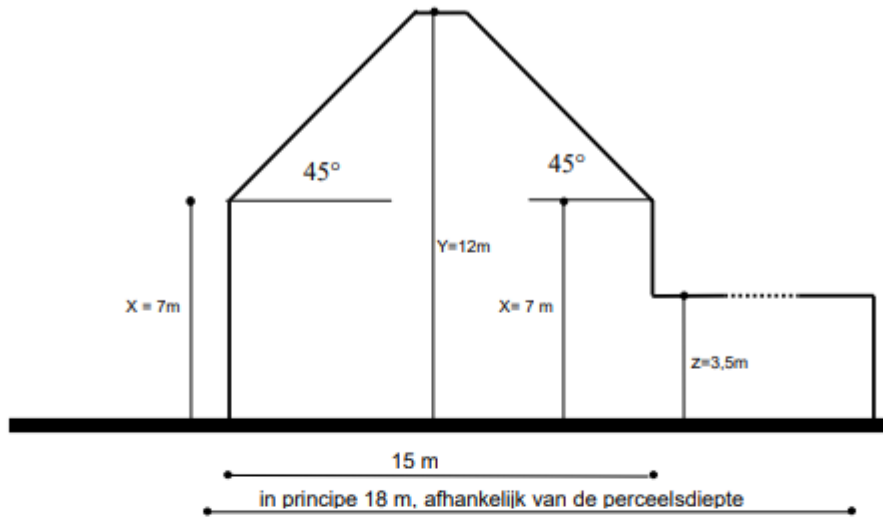 45°
45°
Y=12m
X = 7m
X= 7 m
z=3,5m
15 m
in principe 18 m, afhankelijk van de perceelsdiepte